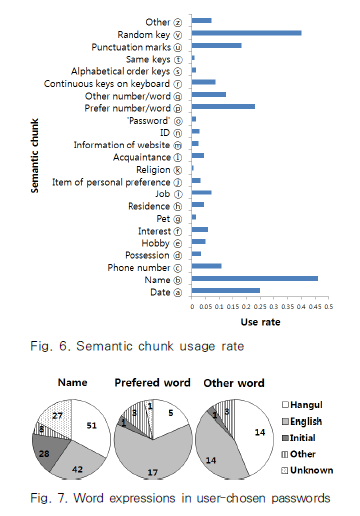 Other ⓩ
Random key ⓥ
Punctuation marks ⓤ
Same keys ⓣ
Alphabetical order keys ⓢ
Continuous keys on keyboard ⓡ
Other number/word ⓠ
Prefer number/word ⓟ
'Password' ⓞ
ID ⓝ
Information of website ⓜ
Acquaintance ⓛ
Religion ⓚ
Item of personal preference ⓙ
Job ⓘ
Residence ⓗ
Pet ⓖ
Interest ⓕ
Hobby ⓔ
Possession ⓓ
Phone number ⓒ
Name ⓑ
Date ⓐ
Semantic chunk
0 0.05 0.1 0.15 0.2 0.25 0.3 0.35 0.4 0.45 0.5
Use rate
Fig. 6. Semantic chunk usage rate
Name
51
42
28
8
27
Prefered word
5
17
1
3
1
Other word
14
14
1
3
Hangul
English
Initial
Other
Unknown
Fig. 7. Word expressions in user-chosen passwords